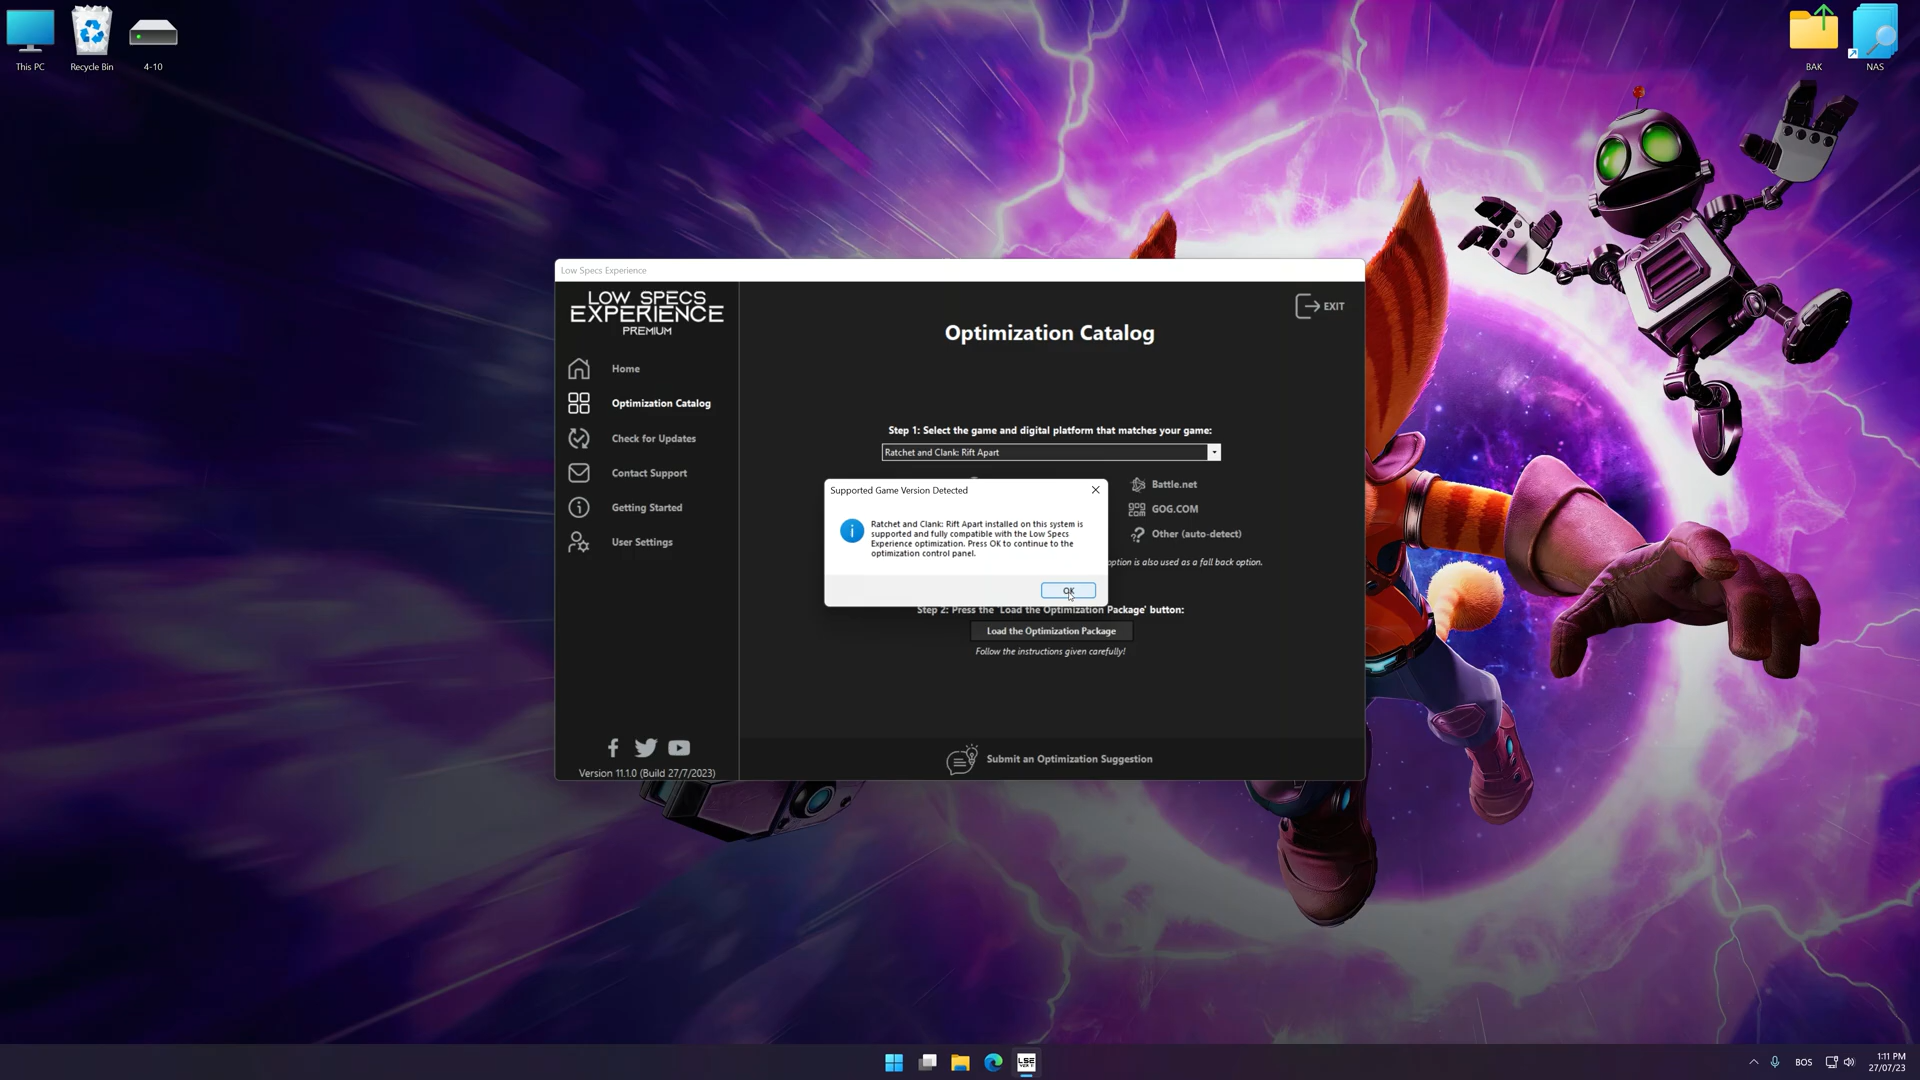 This PC
Recycle Bin
4-10
BAK
NAS
Low Specs Experience
LOW SPECS
EXPERIENCE
PREMIUM
Home
Optimization Catalog
Check for Updates
Contact Support
Getting Started
User Settings
Version 11.1.0 (Build 27/7/2023)
EXIT
Optimization Catalog
Step 1: Select the game and digital platform that matches your game:
Ratchet and Clank: Rift Apart
Battle.net
GOG.COM
Other (auto-detect)
option is also used as a fall back option.
Supported Game Version Detected
Ratchet and Clank: Rift Apart installed on this system is
supported and fully compatible with the Low Specs
Experience optimization. Press OK to continue to the
optimization control panel.
OK
Step 2: Press the 'Load the Optimization Package' button:
Load the Optimization Package
Follow the instructions given carefully!
Submit an Optimization Suggestion
LSE
BOS
1:11 PM
27/07/23